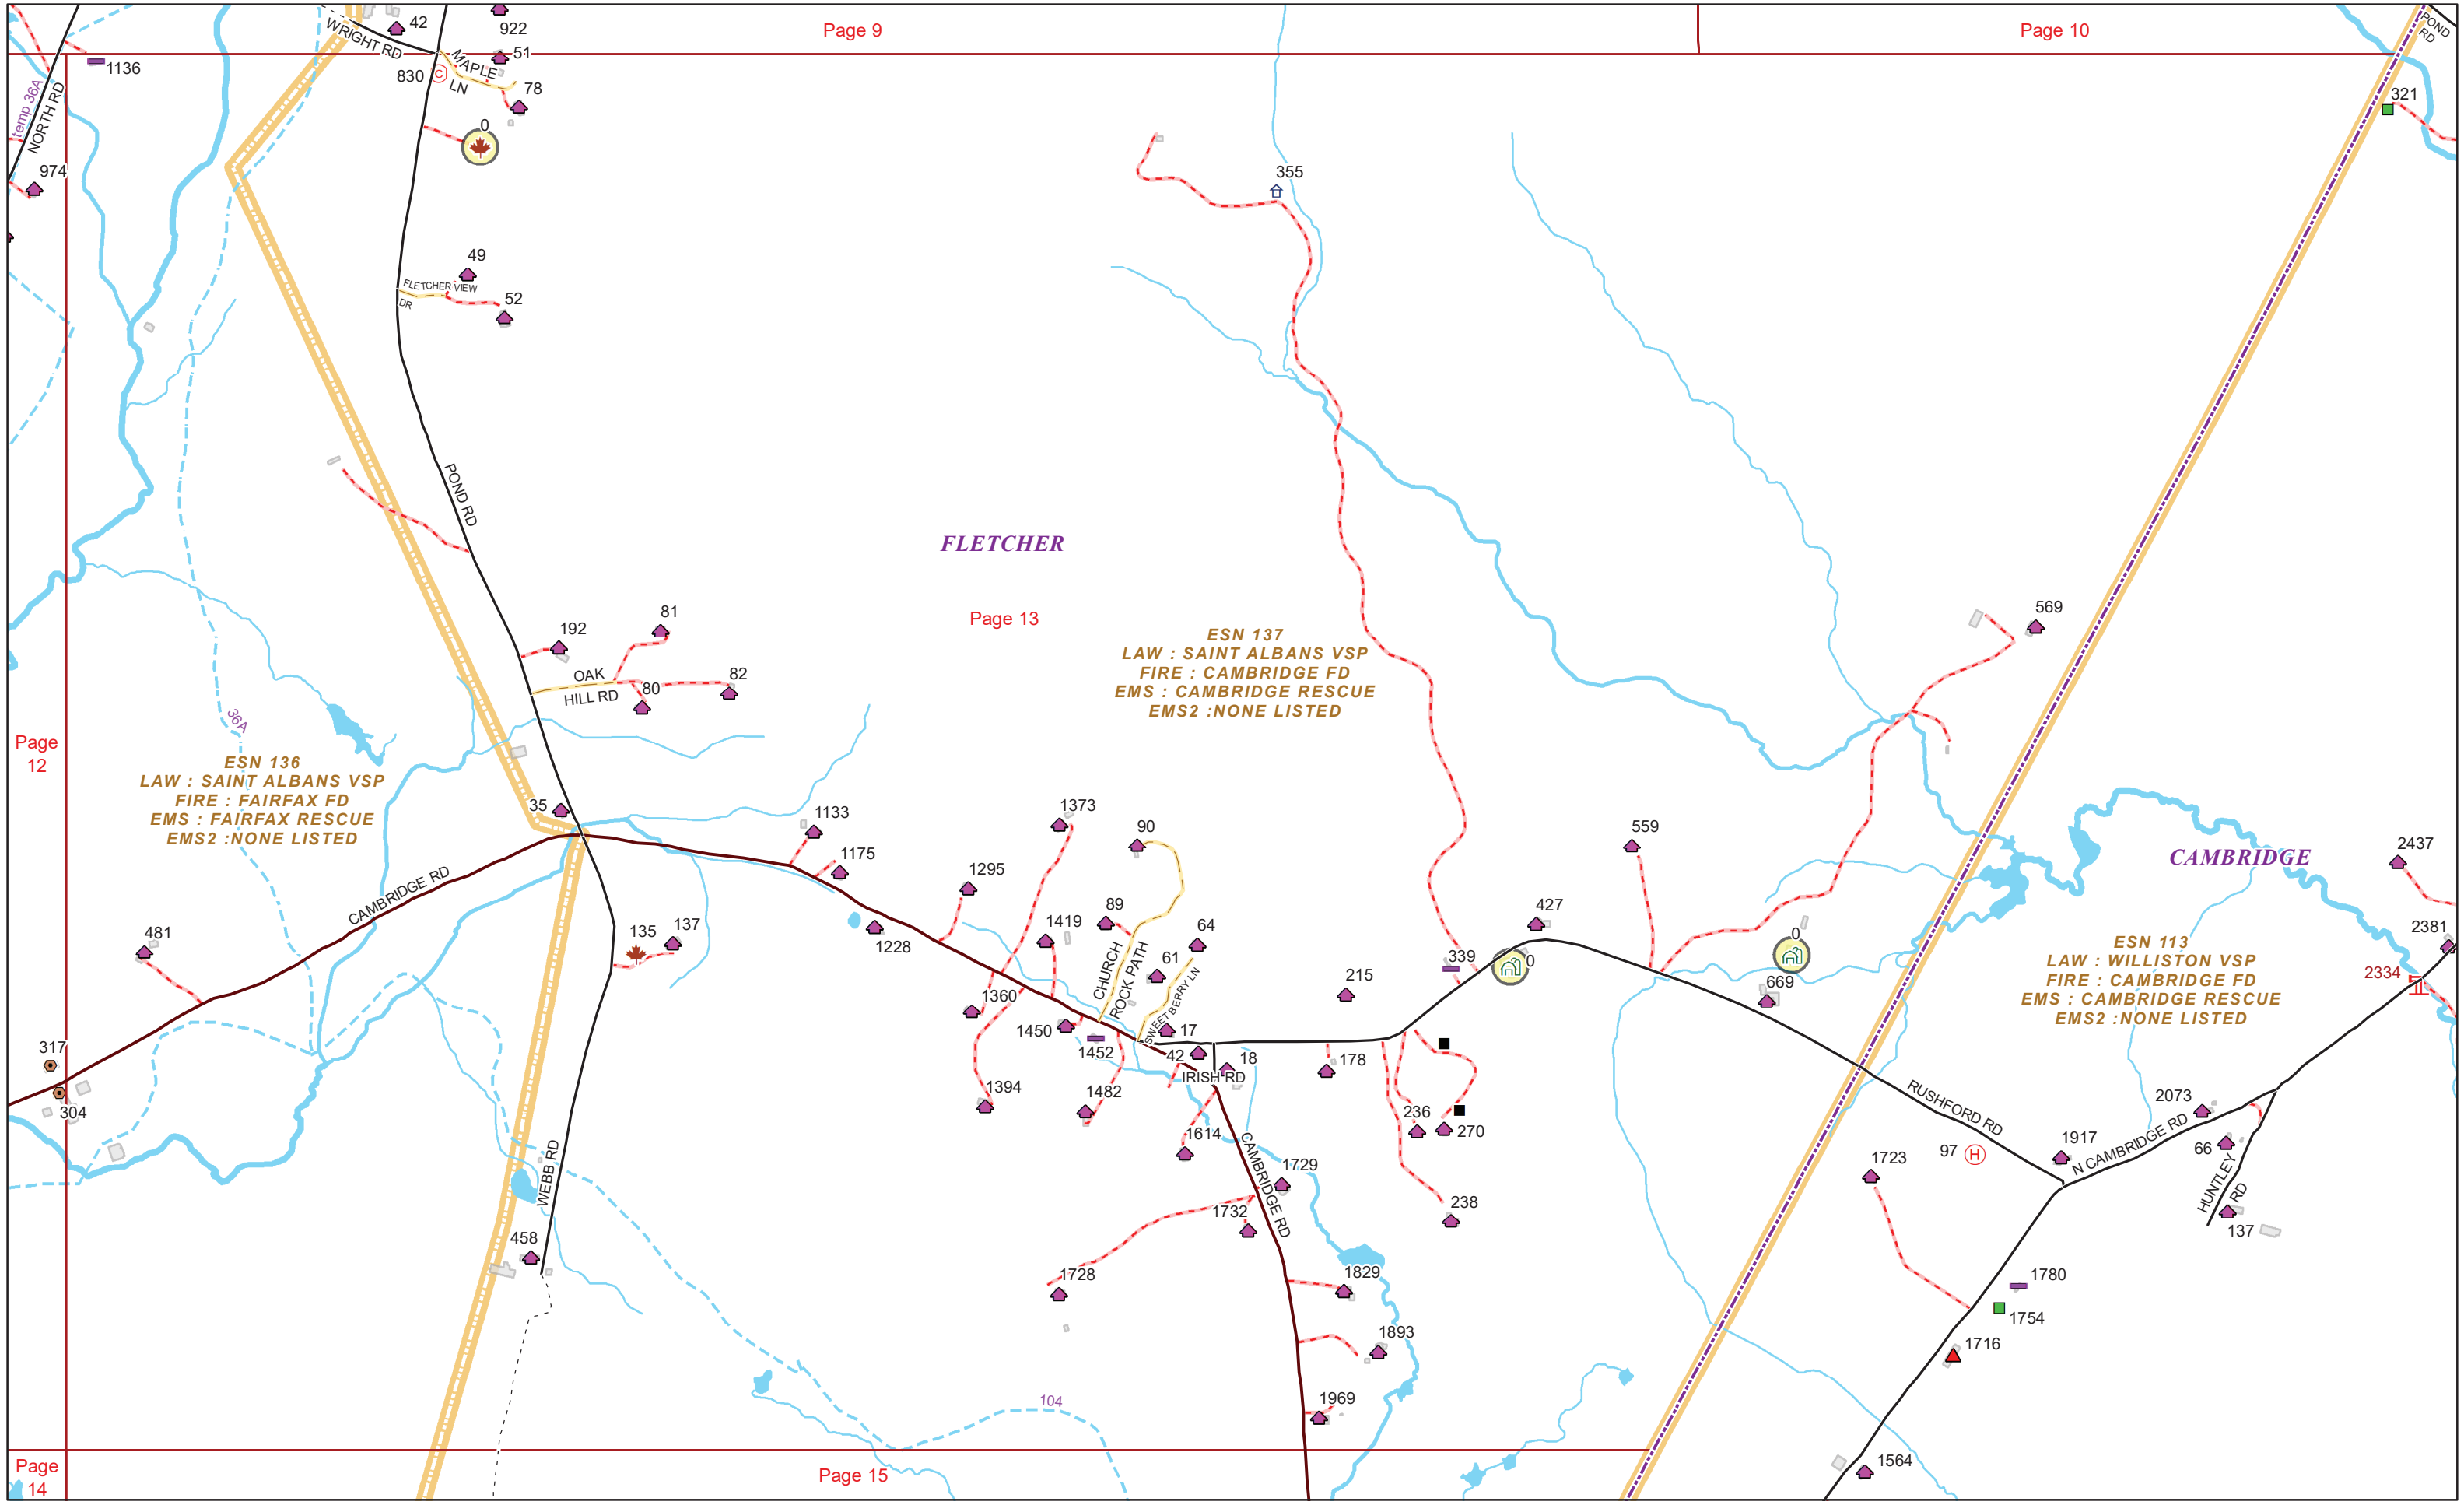 Page 9
Page 10
POND
RD
42
922
WRIGHT RD
51
MAPLE
LN
830
C
78
1136
temp 36A
NORTH RD
0
321
974
355
49
FLETCHER VIEW
DR
52
POND RD
FLETCHER
Page 13
192
81
569
ESN 137
LAW : SAINT ALBANS VSP
FIRE : CAMBRIDGE FD
EMS : CAMBRIDGE RESCUE
EMS2 :NONE LISTED
OAK
HILL RD
80
82
36A
Page
12
ESN 136
LAW : SAINT ALBANS VSP
FIRE : FAIRFAX FD
EMS : FAIRFAX RESCUE
EMS2 :NONE LISTED
35
1133
1373
90
559
2437
CAMBRIDGE
1175
1295
CAMBRIDGE RD
89
427
1419
64
481
135
137
1228
CHURCH
ROCK PATH
61
339
0
0
2381
ESN 113
LAW : WILLISTON VSP
FIRE : CAMBRIDGE FD
EMS : CAMBRIDGE RESCUE
EMS2 :NONE LISTED
2334
215
669
1360
SWEET BERRY LN
1450
17
1452
42
18
178
317
304
IRISH RD
1394
1482
236
270
1614
CAMBRIDGE RD
RUSHFORD RD
2073
97
H
1917
N CAMBRIDGE RD
66
1723
HUNTLEY
RD
137
WEBB RD
1729
1732
238
458
1728
1829
1780
1754
1893
1716
104
1969
1564
Page
14
Page 15